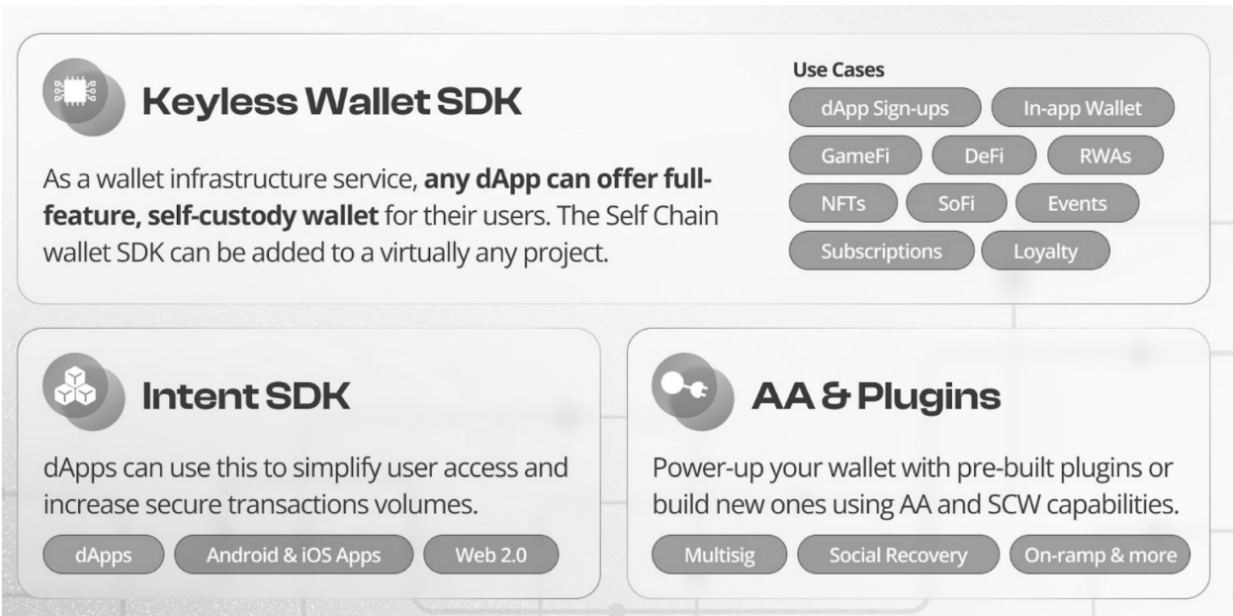 Keyless Wallet SDK
As a wallet infrastructure service, any dApp can offer full-
feature, self-custody wallet for their users. The Self Chain
wallet SDK can be added to a virtually any project.
Use Cases
dApp Sign-ups In-app Wallet
GameFi DeFi RWAs
NFTs SoFi Events
Subscriptions Loyalty
Intent SDK
dApps can use this to simplify user access and
increase secure transactions volumes.
dApps Android & iOS Apps Web 2.0
AA & Plugins
Power-up your wallet with pre-built plugins or
build new ones using AA and SCW capabilities.
Multisig Social Recovery On-ramp & more